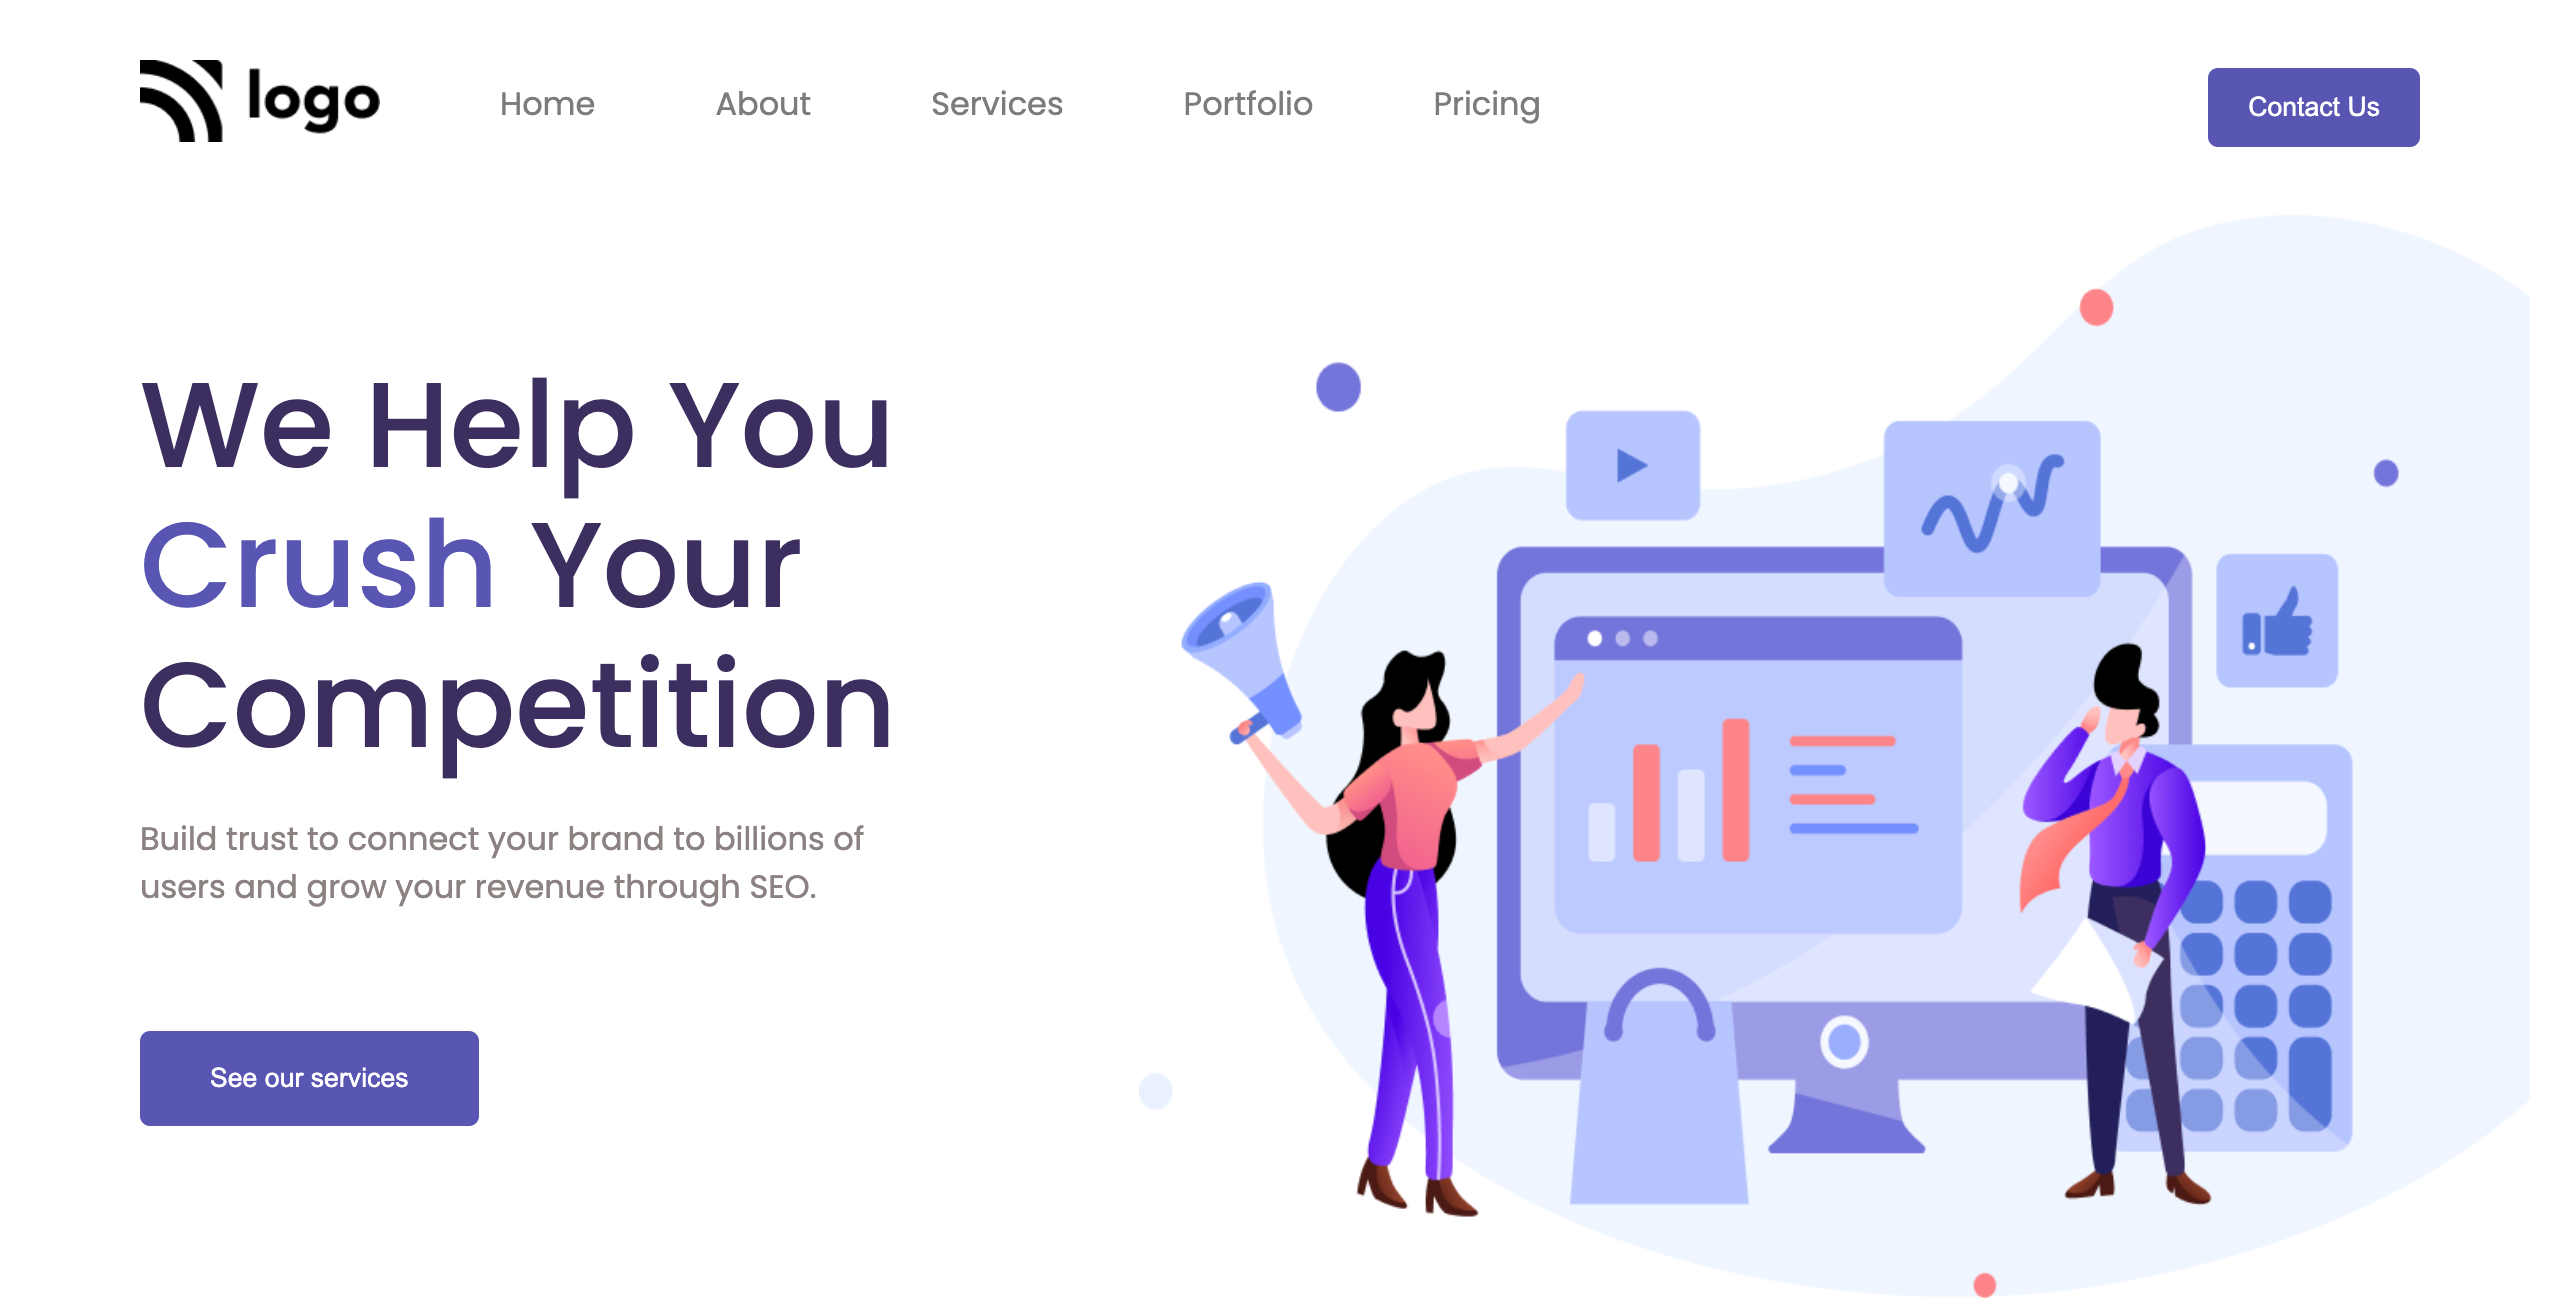 logo
Home
About
Services
Portfolio
Pricing
Contact Us
We Help You
Crush Your
Competition
Build trust to connect your brand to billions of
users and grow your revenue through SEO.
See our services